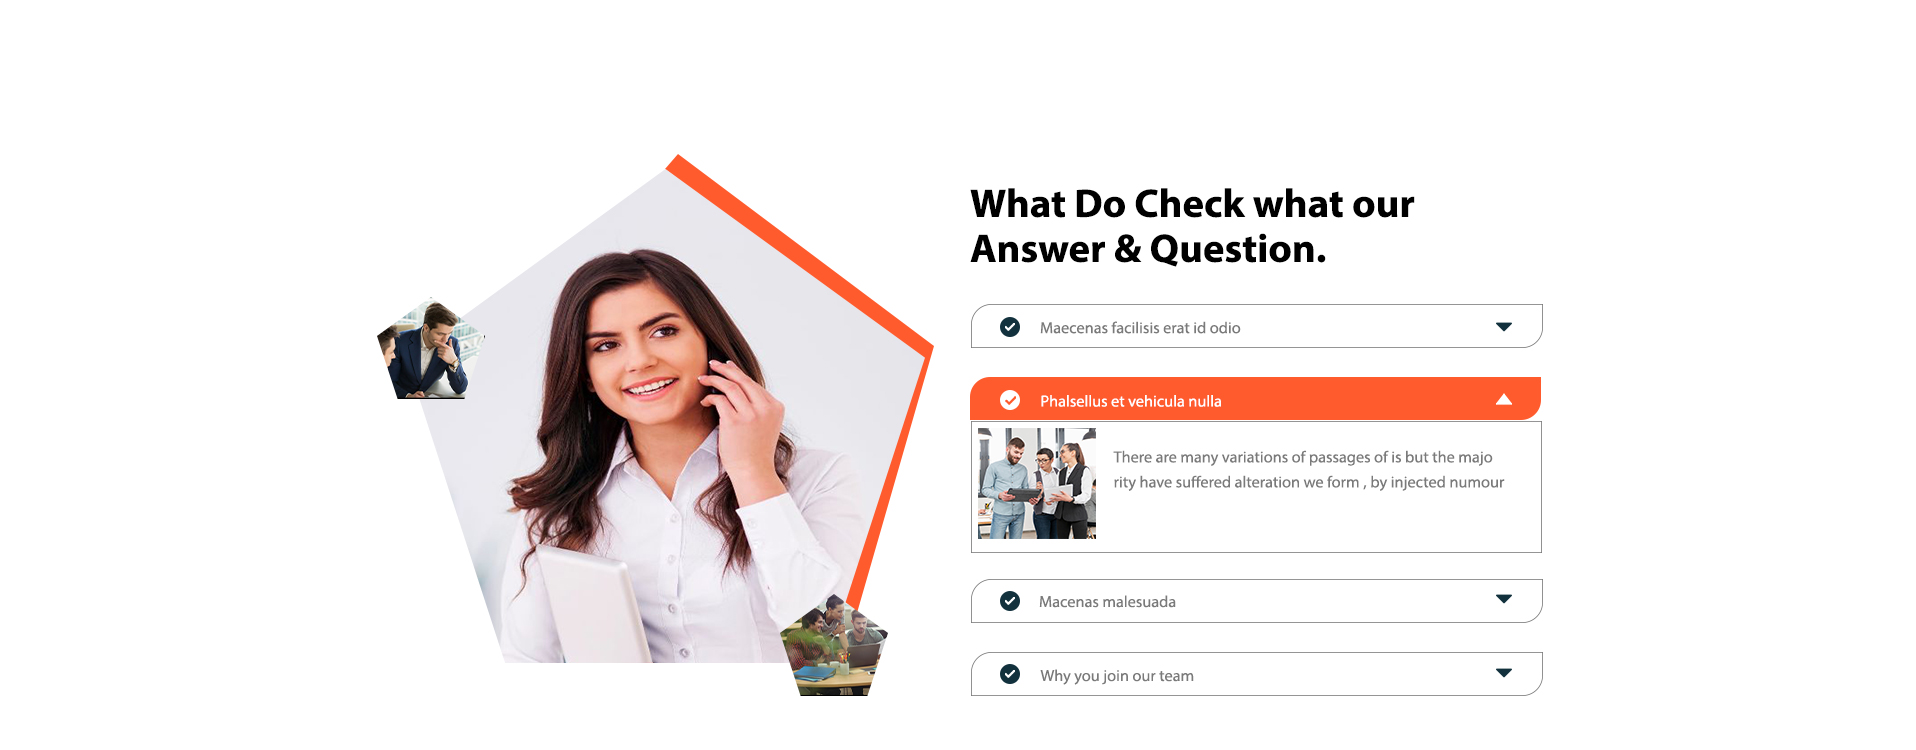 What Do Check what our
Answer & Question.
Maecenas facilisis erat id odio
Phalsellus et vehicula nulla
There are many variations of passages of is but the majo
rity have suffered alteration we form , by injected numour
Macenas malesuada
Why you join our team